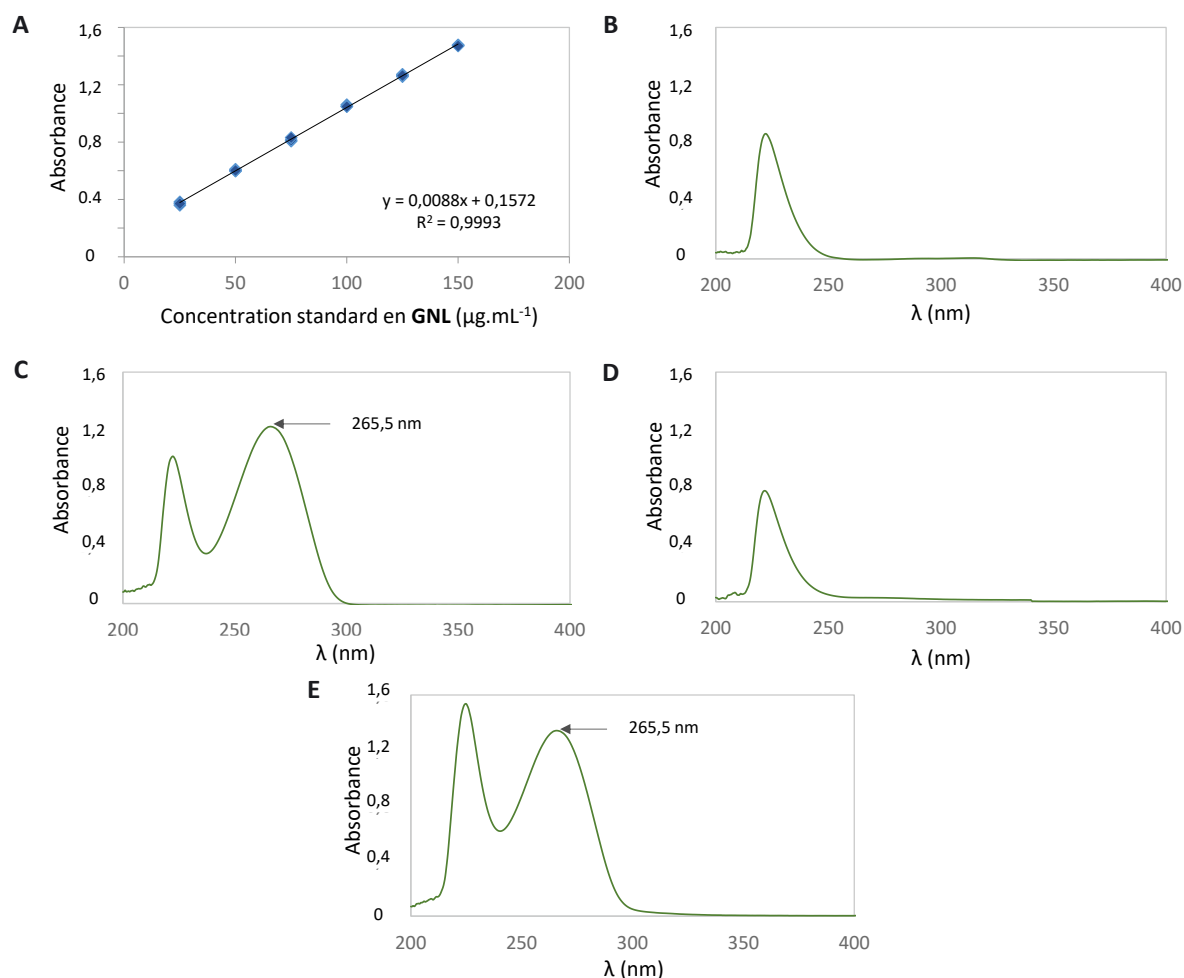 A
1,6
1,2
0,8
0,4
0
Absorbance
y = 0,0088x + 0,1572
R² = 0,9993
0 50 100 150 200
Concentration standard en GNL (µg.mL⁻¹)
B
1,6
1,2
0,8
0,4
0
Absorbance
200 250 300 350 400
λ (nm)
C
1,6
1,2
0,8
0,4
0
Absorbance
265,5 nm
200 250 300 350 400
λ (nm)
D
1,6
1,2
0,8
0,4
0
Absorbance
200 250 300 350 400
λ (nm)
E
1,6
1,2
0,8
0,4
0
Absorbance
265,5 nm
200 250 300 350 400
λ (nm)